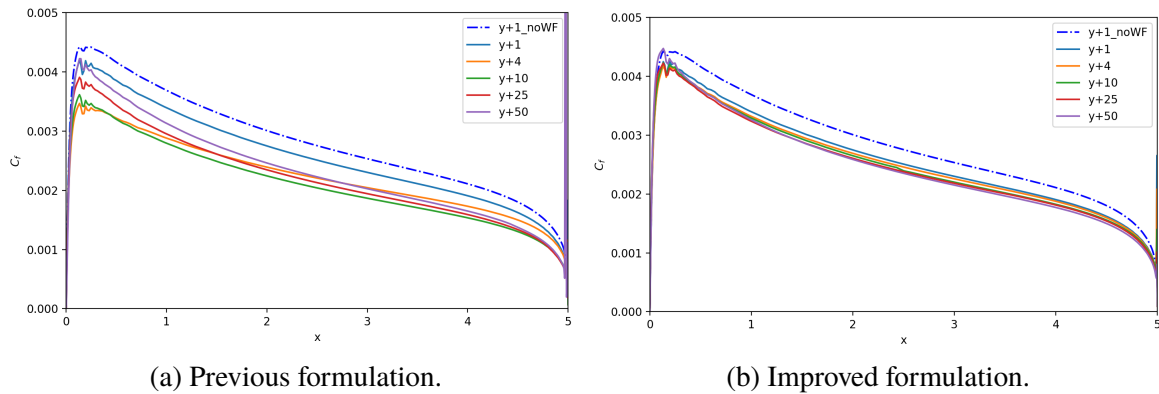 0.005
0.004
0.003
0.002
0.001
0.000
C_f
0 1 2 3 4 5
x
y+1_noWF
y+1
y+4
y+10
y+25
y+50
(a) Previous formulation.
0.005
0.004
0.003
0.002
0.001
0.000
C_f
0 1 2 3 4 5
x
y+1_noWF
y+1
y+4
y+10
y+25
y+50
(b) Improved formulation.